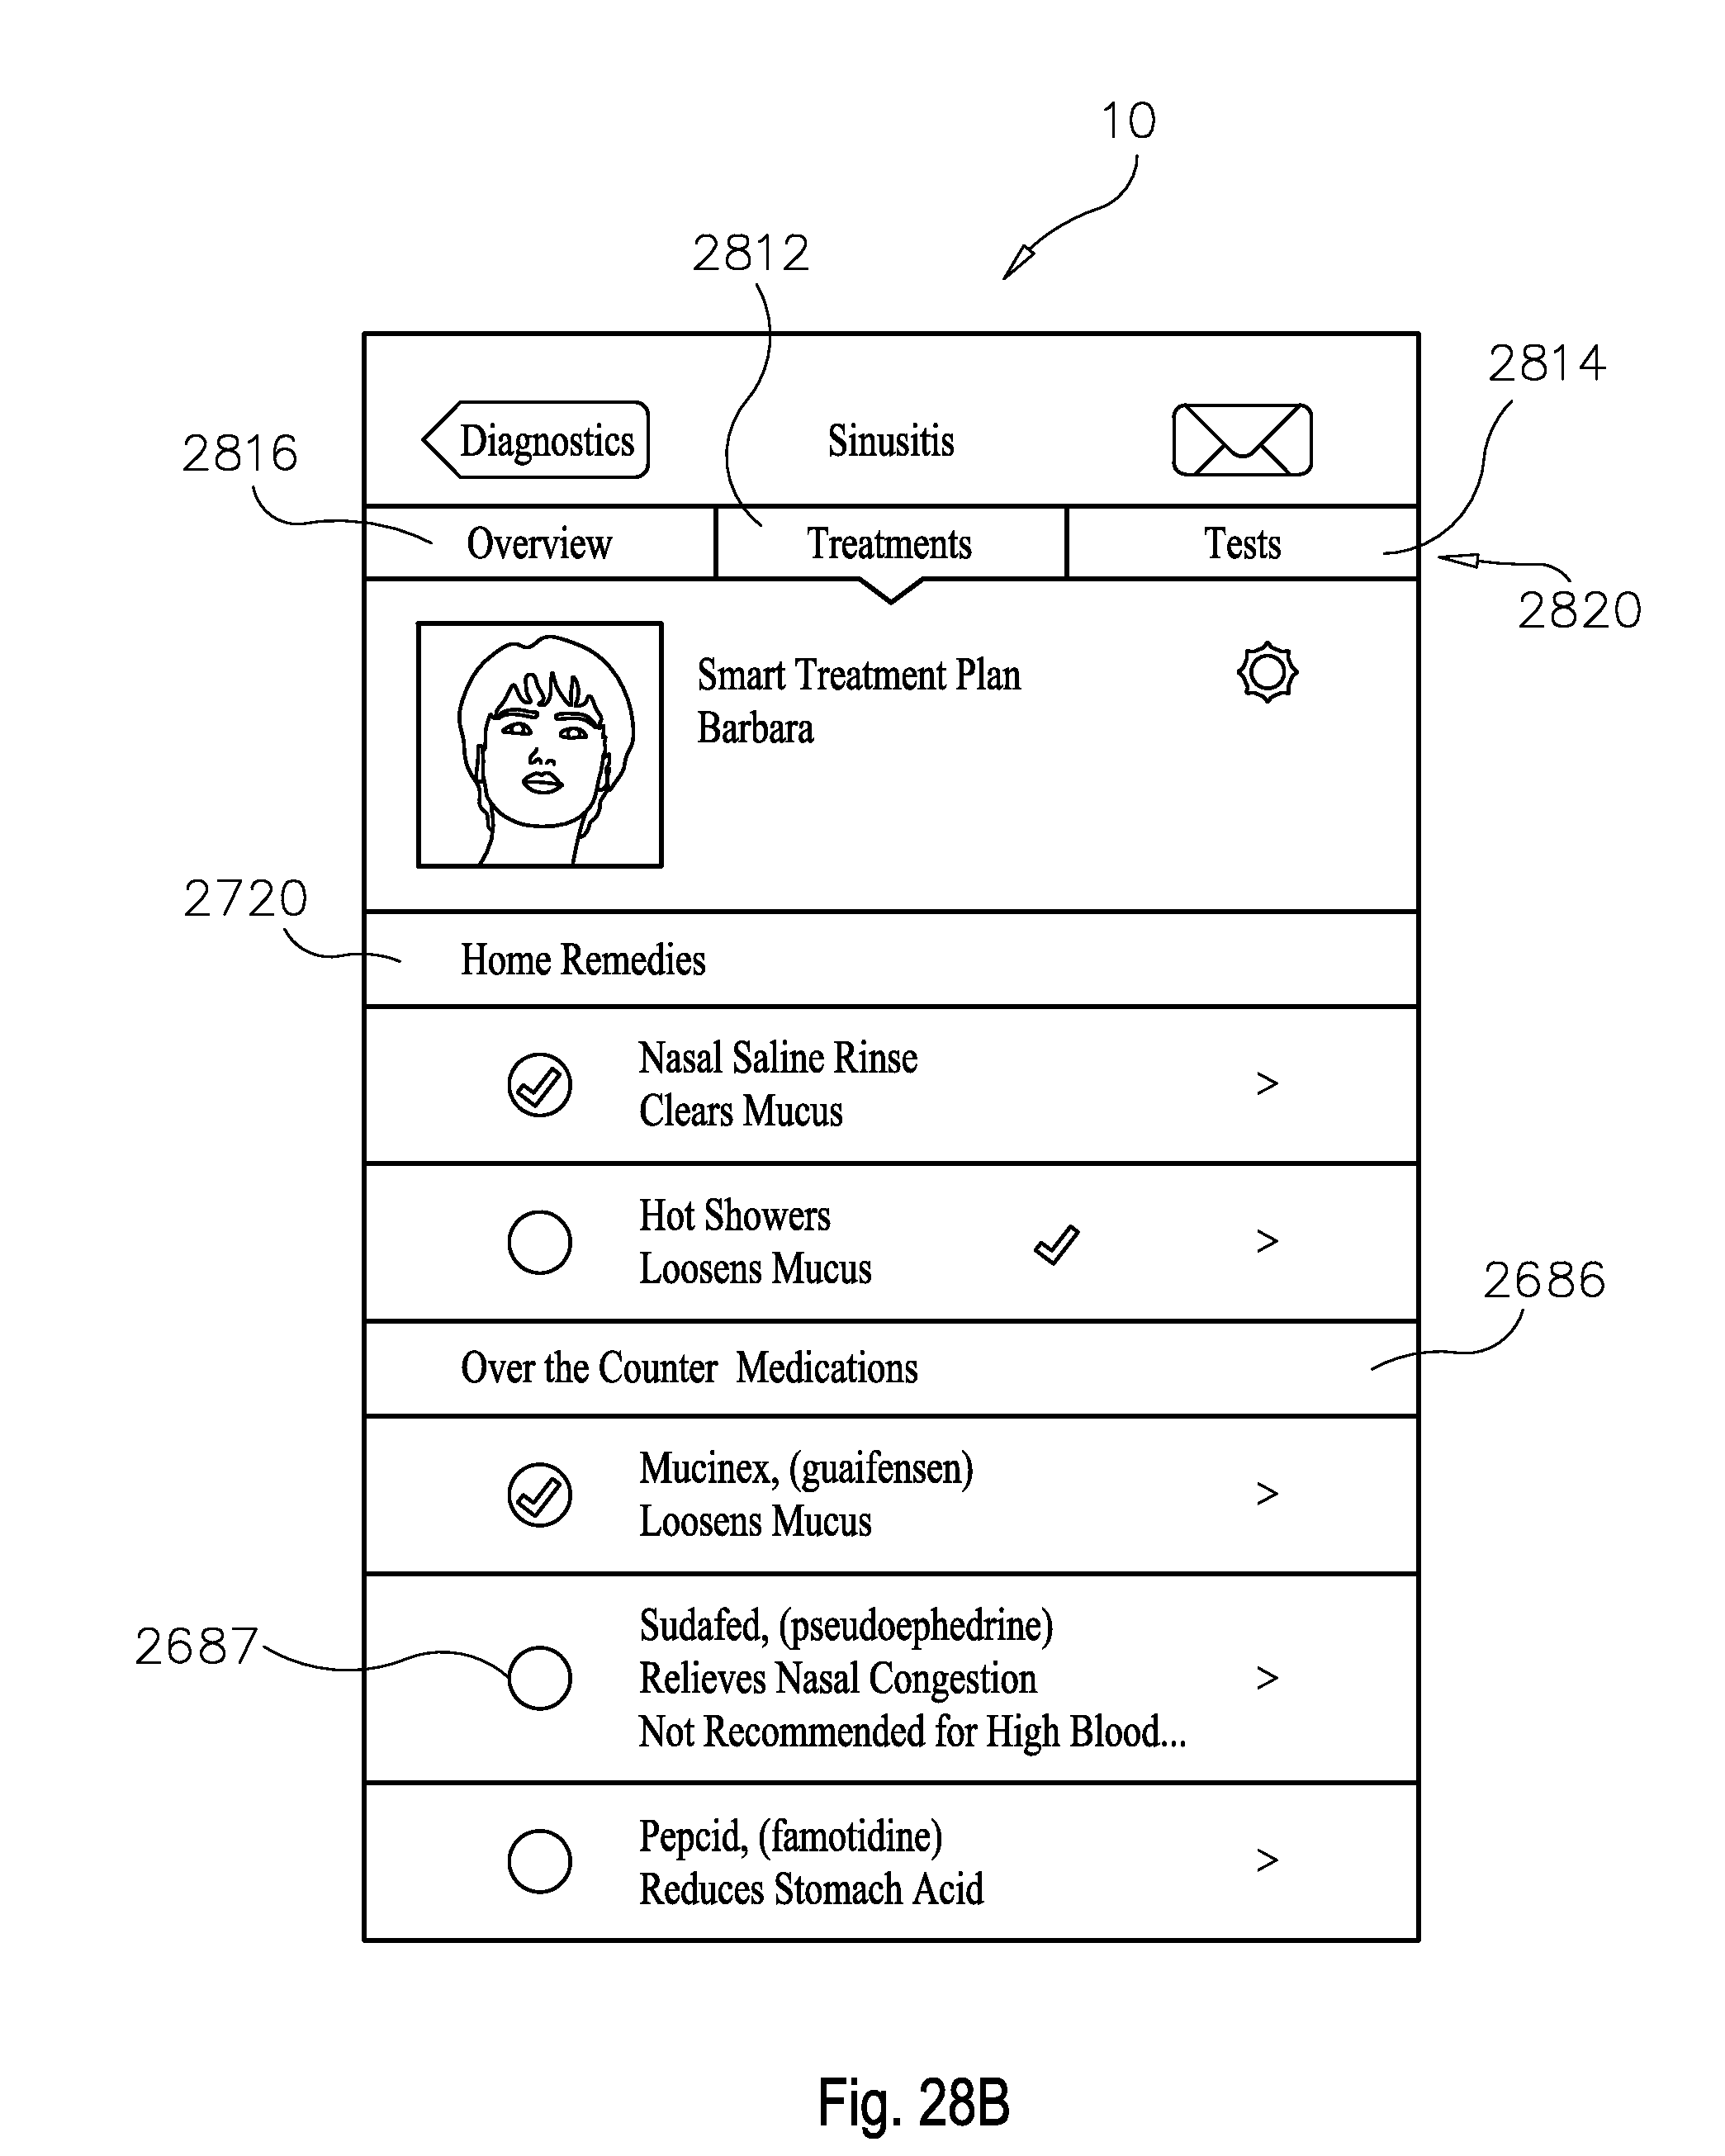 10
2812
2814
Diagnostics Sinusitis
2816
Overview Treatments Tests
2820
Smart Treatment Plan
Barbara
2720
Home Remedies
Nasal Saline Rinse
Clears Mucus >
Hot Showers
Loosens Mucus >
2686
Over the Counter Medications
Mucinex, (guaifensen)
Loosens Mucus >
2687
Sudafed, (pseudoephedrine)
Relieves Nasal Congestion >
Not Recommended for High Blood...
Pepcid, (famotidine)
Reduces Stomach Acid >
Fig. 28B